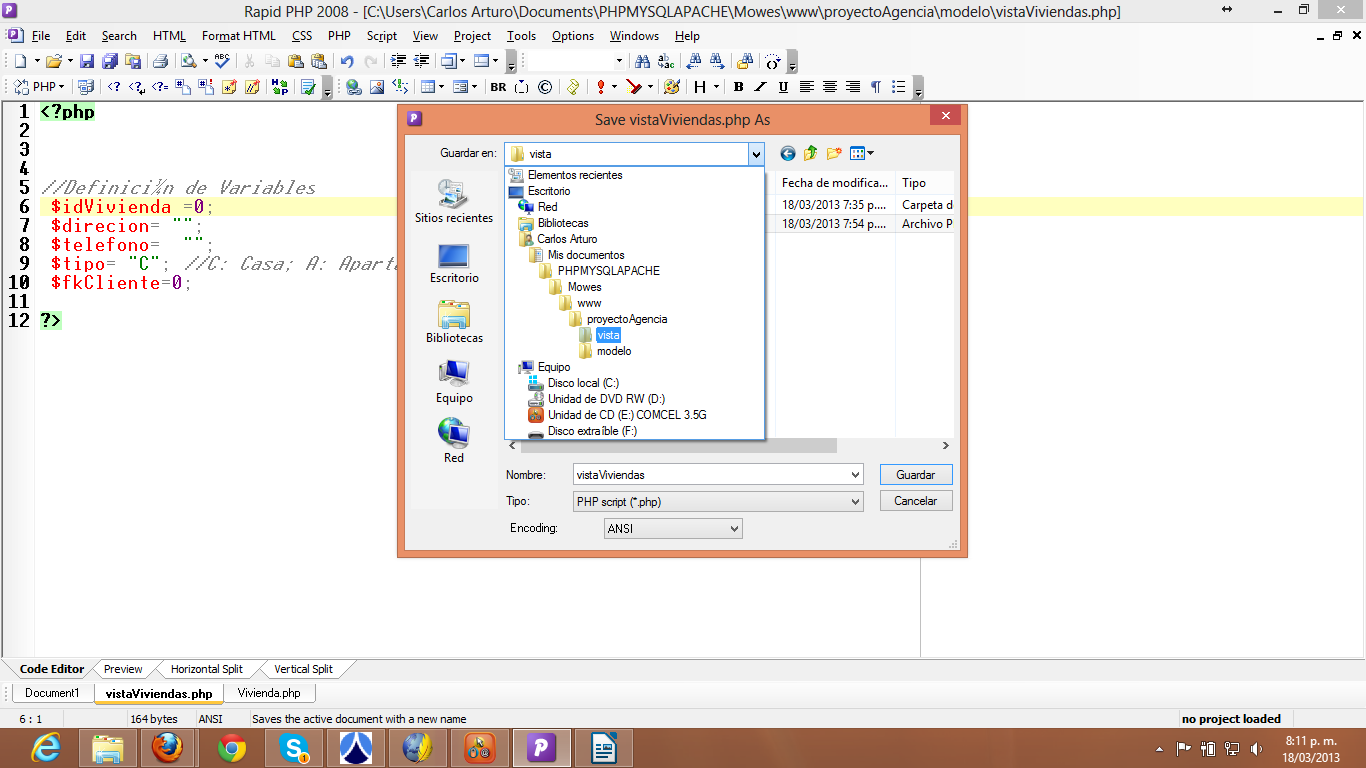 Rapid PHP 2008 - [C:\Users\Carlos Arturo\Documents\PHPMYSQLAPACHE\Mowes\www\proyectoAgencia\modelo\vistaViviendas.php]
File Edit Search HTML Format HTML CSS PHP Script View Project Tools Options Windows Help
PHP BR H B I U
1 <?php
2
3
4
5 //Definici¾n de Variables
6 $idVivienda =0;
7 $direcion= "";
8 $telefono= "";
9 $tipo= "C"; //C: Casa; A: Aparta
10 $fkCliente=0;
11
12 ?>
Save vistaViviendas.php As
Guardar en: vista
Sitios recientes
Escritorio
Bibliotecas
Equipo
Red
Elementos recientes
Escritorio
Red
Bibliotecas
Carlos Arturo
Mis documentos
PHPMYSQLAPACHE
Mowes
www
proyectoAgencia
vista
modelo
Equipo
Disco local (C:)
Unidad de DVD RW (D:)
Unidad de CD (E:) COMCEL 3.5G
Disco extraíble (F:)
Fecha de modifica... Tipo
18/03/2013 7:35 p.... Carpeta d
18/03/2013 7:54 p.... Archivo P
Nombre: vistaViviendas Guardar
Tipo: PHP script (*.php) Cancelar
Encoding: ANSI
Code Editor Preview Horizontal Split Vertical Split
Document1 vistaViviendas.php Vivienda.php
6 : 1 164 bytes ANSI Saves the active document with a new name no project loaded
8:11 p. m.
18/03/2013